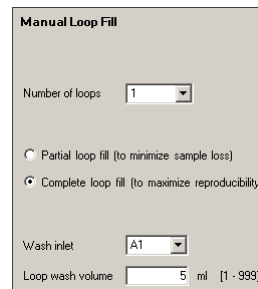 Manual Loop Fill
Number of loops 1
Partial loop fill (to minimize sample loss)
Complete loop fill (to maximize reproducibility
Wash inlet A1
Loop wash volume 5 ml [1 - 999]